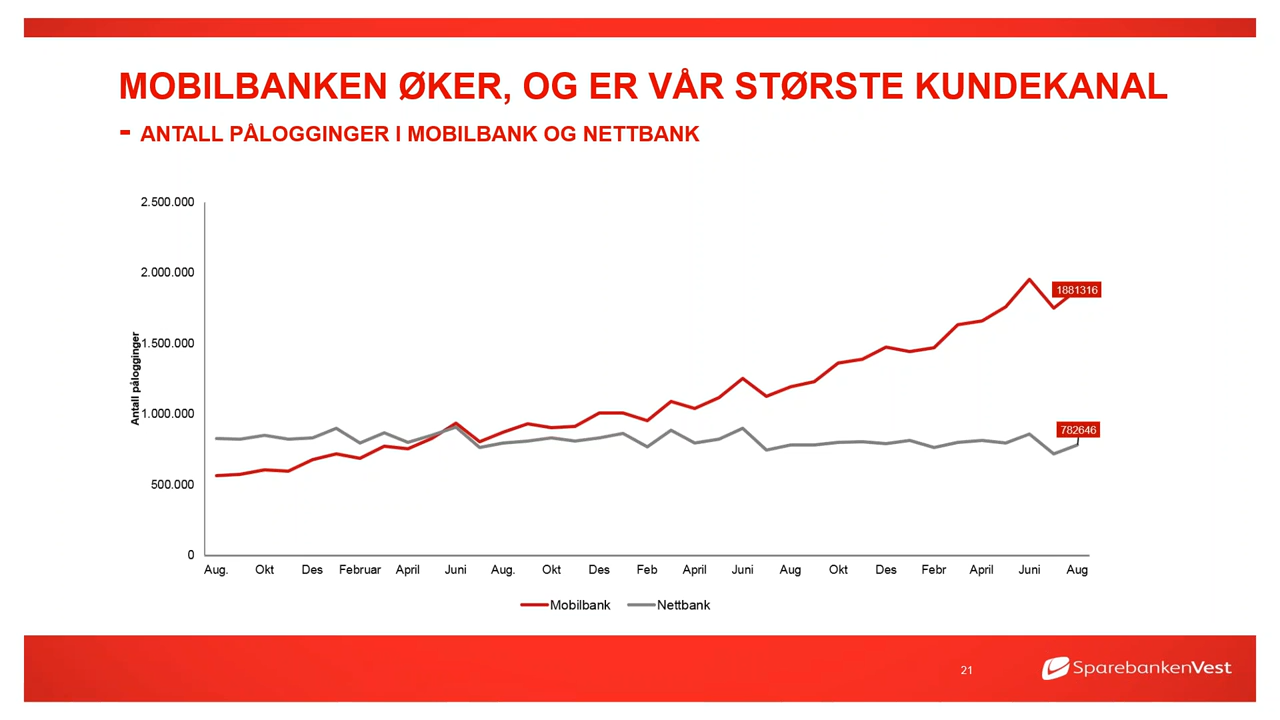 MOBILBANKEN ØKER, OG ER VÅR STØRSTE KUNDEKANAL
- ANTALL PÅLOGGINGER I MOBILBANK OG NETTBANK
2.500.000
2.000.000
1.500.000
1.000.000
500.000
0
Antall pålogginger
1881316
782646
Aug. Okt Des Februar April Juni Aug. Okt Des Feb April Juni Aug Okt Des Febr April Juni Aug
Mobilbank Nettbank
21
SparebankenVest